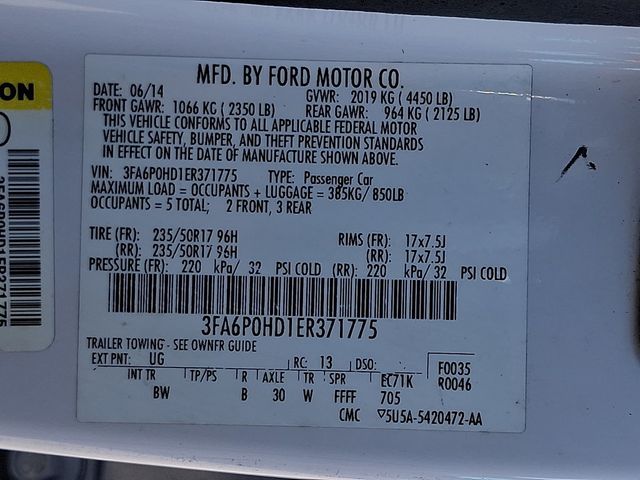 MFD. BY FORD MOTOR CO.
DATE: 06/14 GVWR: 2019 KG ( 4450 LB)
FRONT GAWR: 1066 KG ( 2350 LB) REAR GAWR: 964 KG ( 2125 LB)
THIS VEHICLE CONFORMS TO ALL APPLICABLE FEDERAL MOTOR
VEHICLE SAFETY, BUMPER, AND THEFT PREVENTION STANDARDS
IN EFFECT ON THE DATE OF MANUFACTURE SHOWN ABOVE.
VIN: 3FA6P0HD1ER371775 TYPE: Passenger Car
MAXIMUM LOAD = OCCUPANTS + LUGGAGE = 385KG/ 850LB
OCCUPANTS = 5 TOTAL; 2 FRONT, 3 REAR
TIRE (FR): 235/50R17 96H RIMS (FR): 17x7.5J
(RR): 235/50R17 96H (RR): 17x7.5J
PRESSURE (FR): 220 kPa/ 32 PSI COLD (RR): 220 kPa/ 32 PSI COLD
3FA6P0HD1ER371775
TRAILER TOWING - SEE OWNER GUIDE
EXT PNT: UG RC: 13 DSO: F0035
INT TR TP/PS R AXLE TR SPR EC71K R0046
BW B 30 W FFFF 705
CMC ▽5U5A-5420472-AA
ON
3FA6P0HD1ER371775